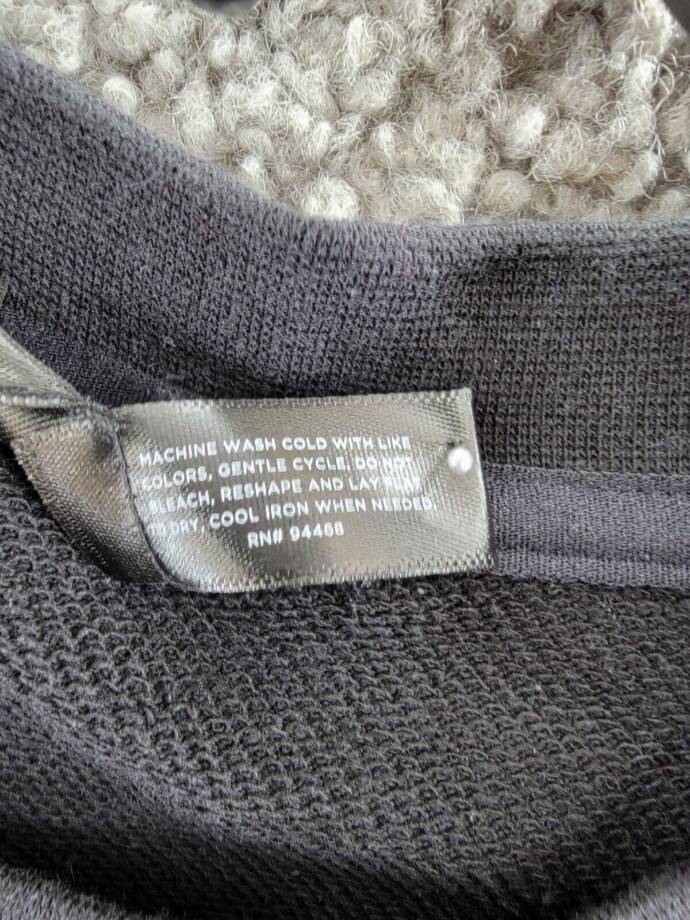 MACHINE WASH COLD WITH LIKE
COLORS, GENTLE CYCLE, DO NOT
BLEACH, RESHAPE AND LAY FLAT
TO DRY, COOL IRON WHEN NEEDED.
RN# 94468